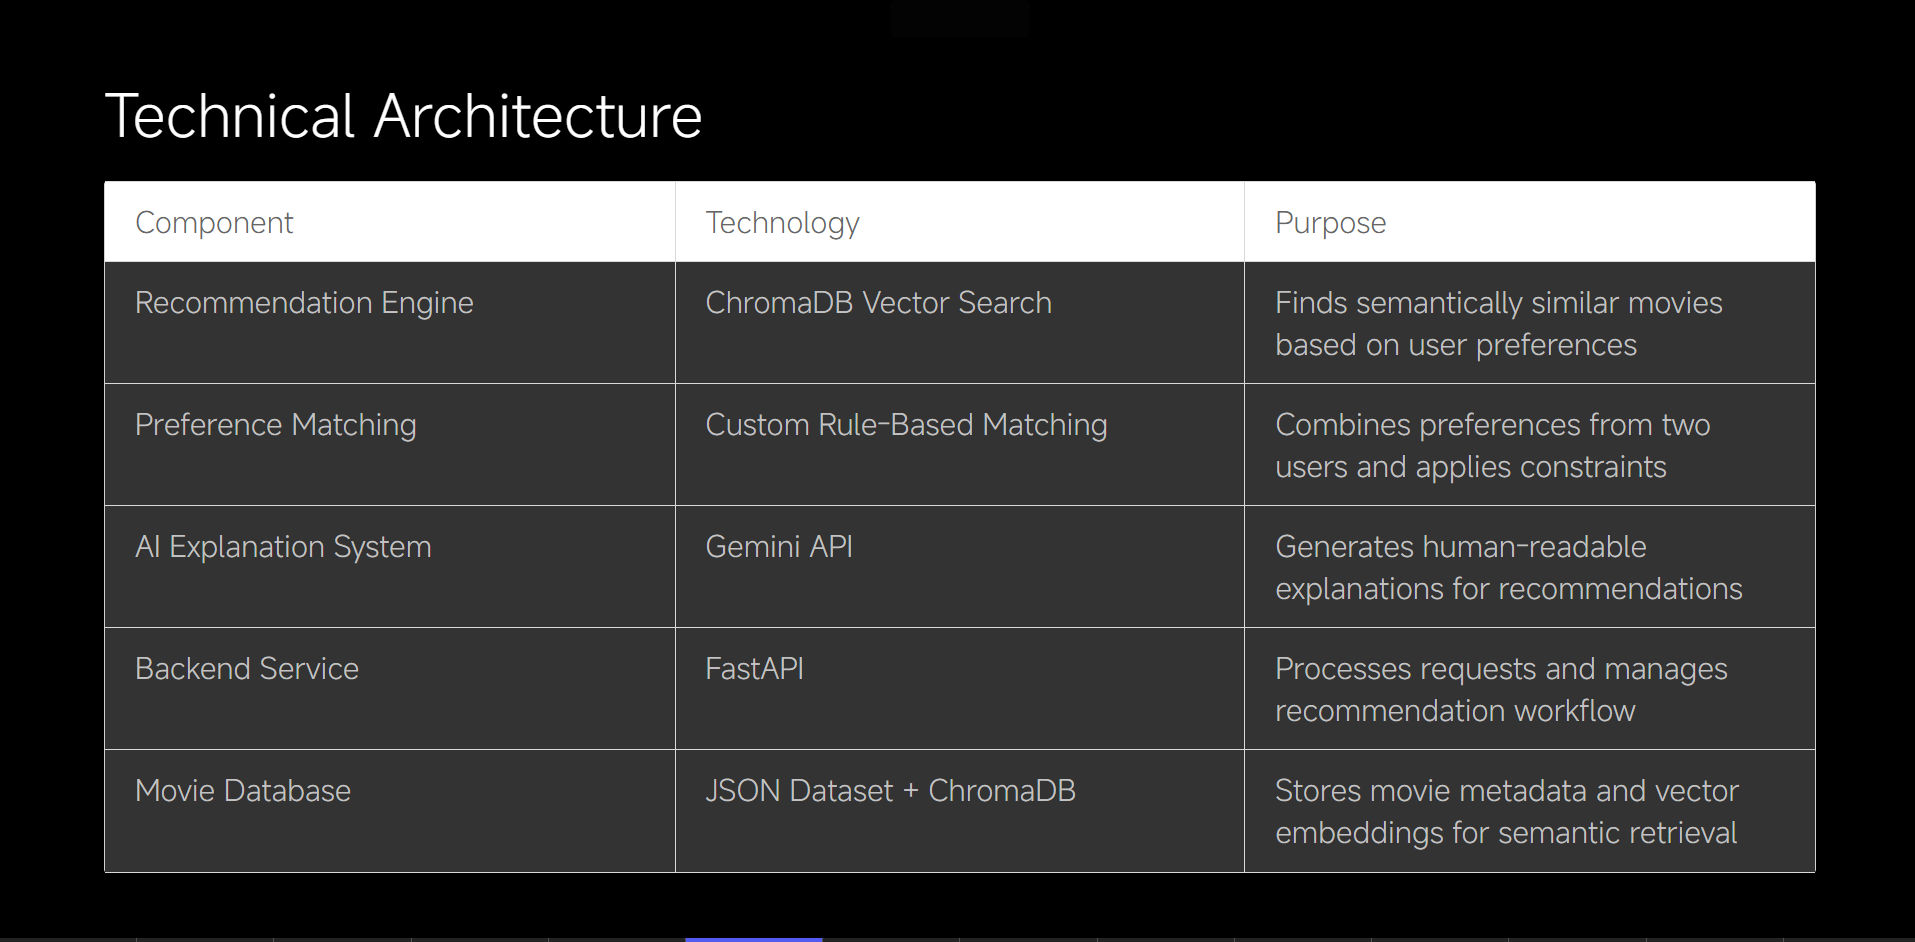 Technical Architecture
Component
Technology
Purpose
Recommendation Engine
ChromaDB Vector Search
Finds semantically similar movies
based on user preferences
Preference Matching
Custom Rule-Based Matching
Combines preferences from two
users and applies constraints
AI Explanation System
Gemini API
Generates human-readable
explanations for recommendations
Backend Service
FastAPI
Processes requests and manages
recommendation workflow
Movie Database
JSON Dataset + ChromaDB
Stores movie metadata and vector
embeddings for semantic retrieval